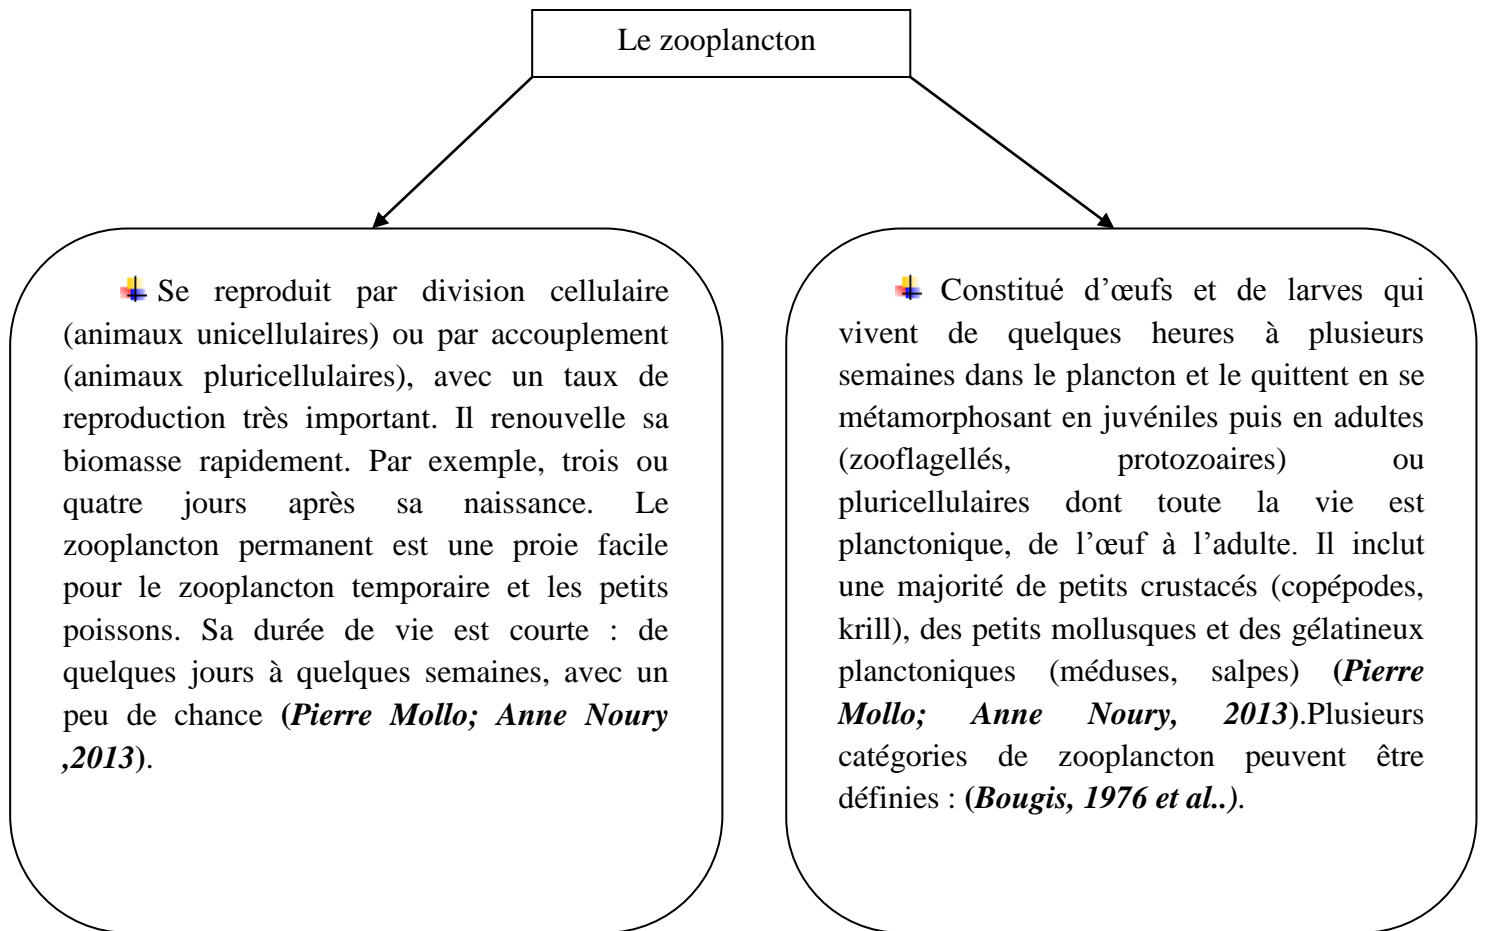 Le zooplancton
Se reproduit par division cellulaire
(animaux unicellulaires) ou par accouplement
(animaux pluricellulaires), avec un taux de
reproduction très important. Il renouvelle sa
biomasse rapidement. Par exemple, trois ou
quatre jours après sa naissance. Le
zooplancton permanent est une proie facile
pour le zooplancton temporaire et les petits
poissons. Sa durée de vie est courte : de
quelques jours à quelques semaines, avec un
peu de chance (Pierre Mollo; Anne Noury
,2013).
Constitué d’œufs et de larves qui
vivent de quelques heures à plusieurs
semaines dans le plancton et le quittent en se
métamorphosant en juvéniles puis en adultes
(zooflagellés, protozoaires) ou
pluricellulaires dont toute la vie est
planctonique, de l’œuf à l’adulte. Il inclut
une majorité de petits crustacés (copépodes,
krill), des petits mollusques et des gélatineux
planctoniques (méduses, salpes) (Pierre
Mollo; Anne Noury, 2013).Plusieurs
catégories de zooplancton peuvent être
définies : (Bougis, 1976 et al..).